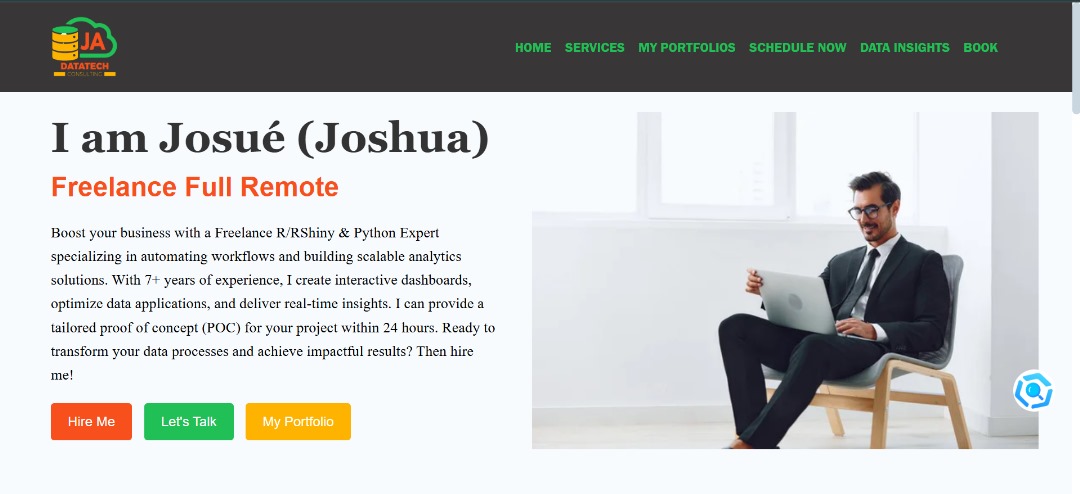 JA
DATATECH
CONSULTING
HOME SERVICES MY PORTFOLIOS SCHEDULE NOW DATA INSIGHTS BOOK
I am Josué (Joshua)
Freelance Full Remote
Boost your business with a Freelance R/RShiny & Python Expert
specializing in automating workflows and building scalable analytics
solutions. With 7+ years of experience, I create interactive dashboards,
optimize data applications, and deliver real-time insights. I can provide a
tailored proof of concept (POC) for your project within 24 hours. Ready to
transform your data processes and achieve impactful results? Then hire
me!
Hire Me Let's Talk My Portfolio